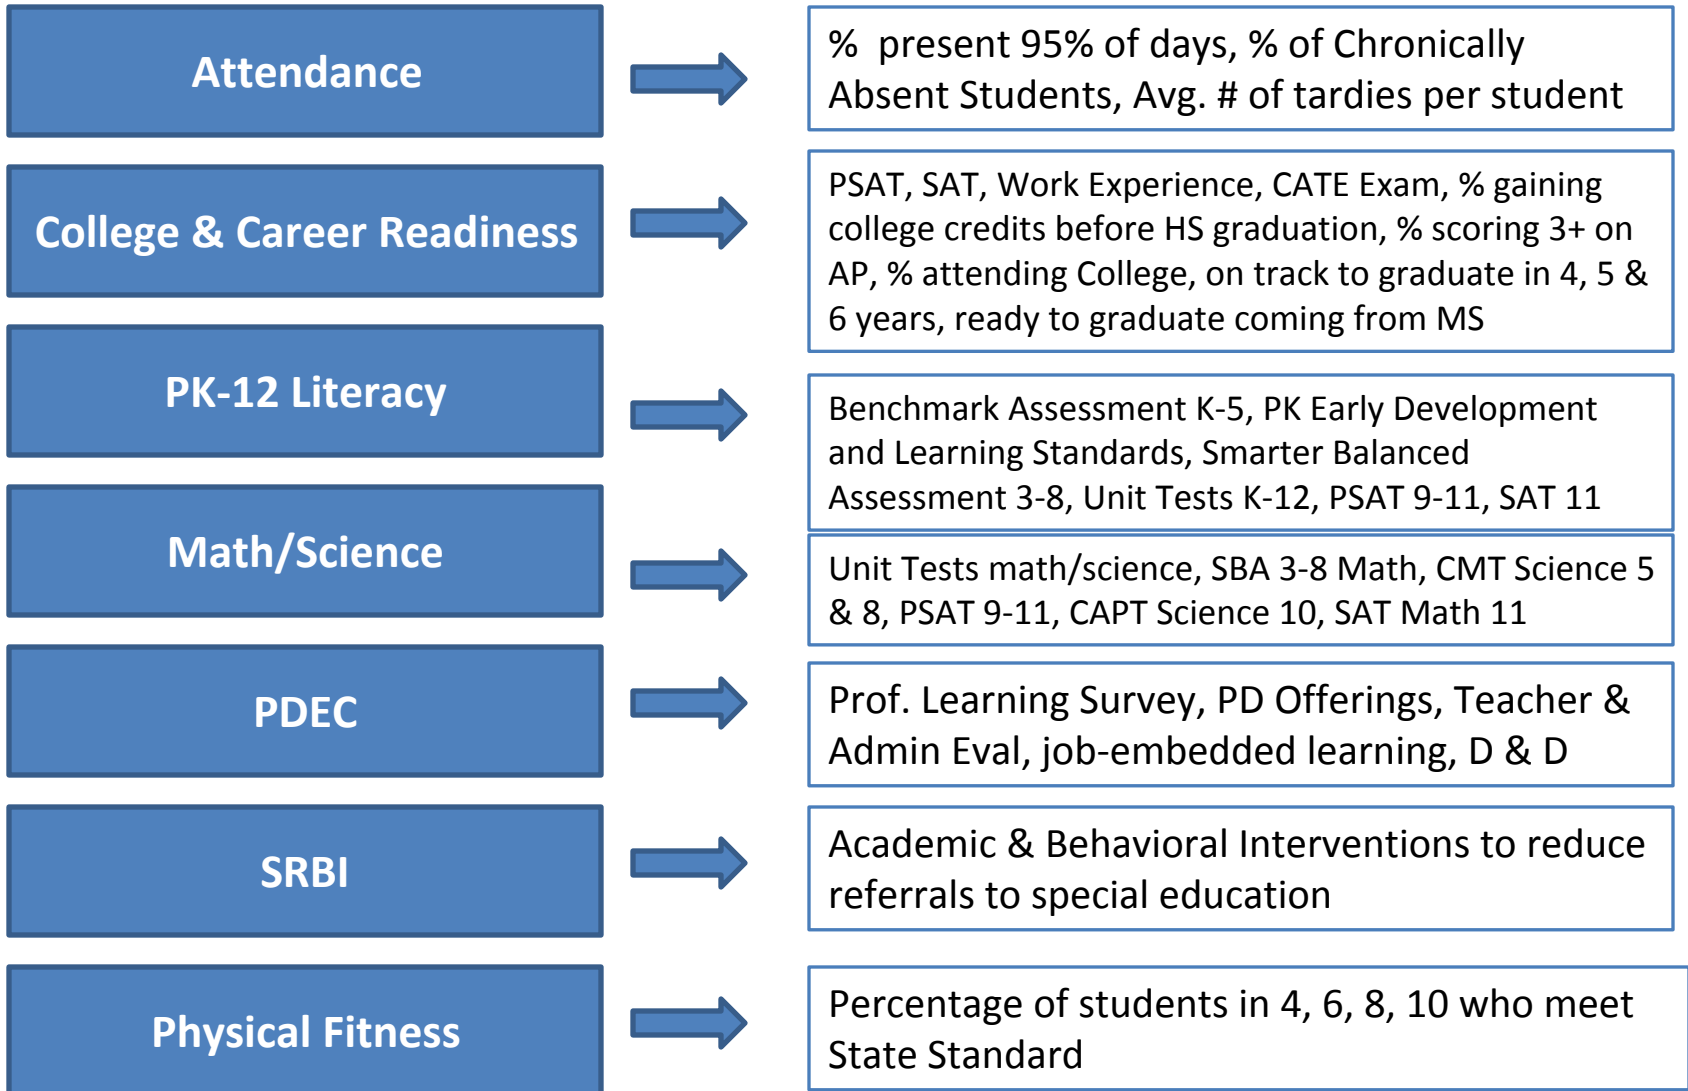 Attendance
% present 95% of days, % of Chronically
Absent Students, Avg. # of tardies per student
College & Career Readiness
PSAT, SAT, Work Experience, CATE Exam, % gaining
college credits before HS graduation, % scoring 3+ on
AP, % attending College, on track to graduate in 4, 5 &
6 years, ready to graduate coming from MS
PK-12 Literacy
Benchmark Assessment K-5, PK Early Development
and Learning Standards, Smarter Balanced
Assessment 3-8, Unit Tests K-12, PSAT 9-11, SAT 11
Math/Science
Unit Tests math/science, SBA 3-8 Math, CMT Science 5
& 8, PSAT 9-11, CAPT Science 10, SAT Math 11
PDEC
Prof. Learning Survey, PD Offerings, Teacher &
Admin Eval, job-embedded learning, D & D
SRBI
Academic & Behavioral Interventions to reduce
referrals to special education
Physical Fitness
Percentage of students in 4, 6, 8, 10 who meet
State Standard